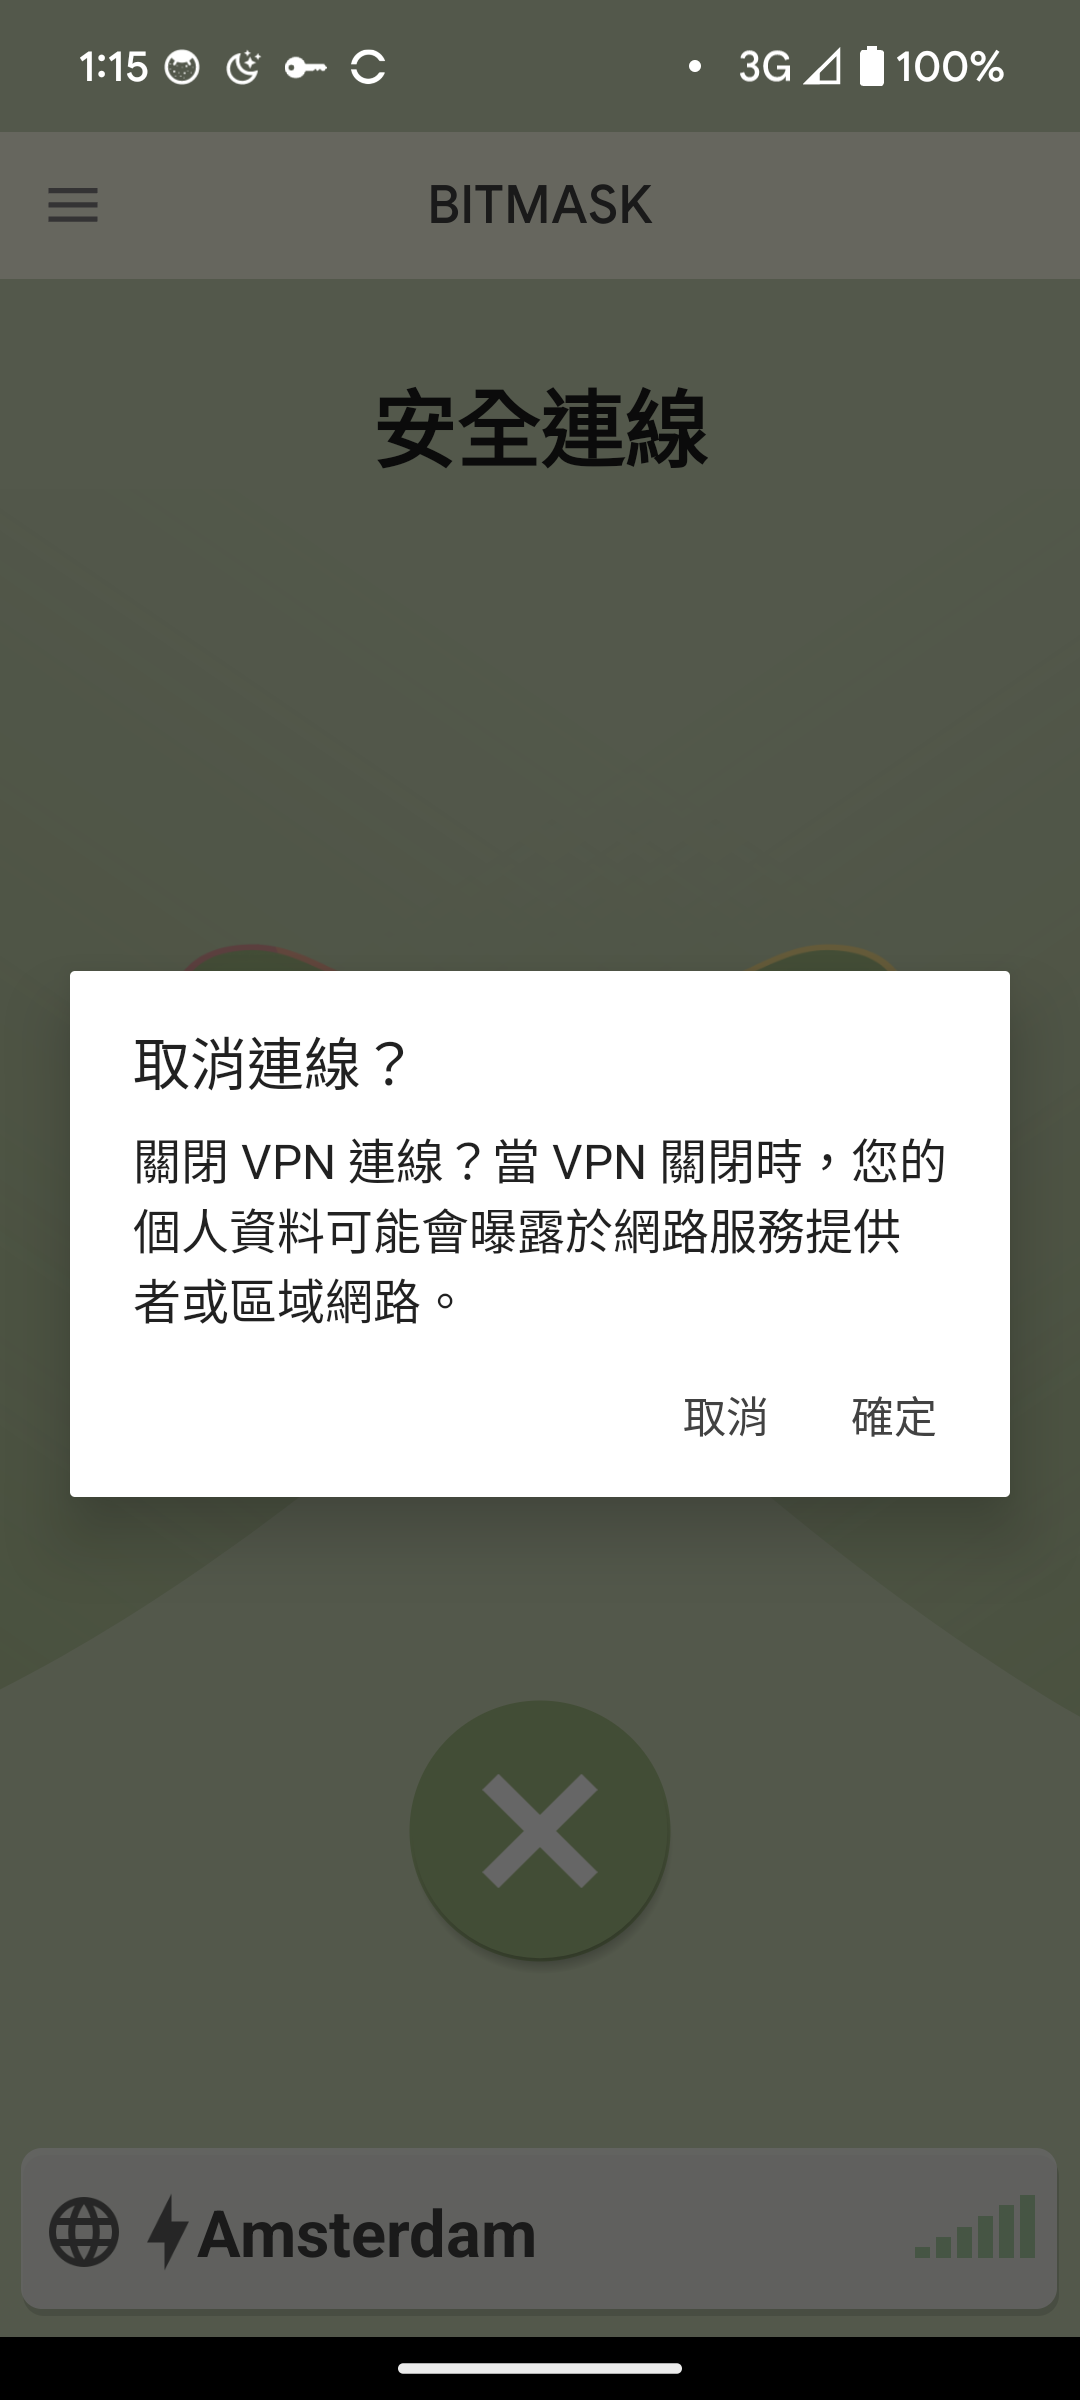 1:15
3G
100%
BITMASK
安全連線
取消連線？
關閉 VPN 連線？當 VPN 關閉時，您的
個人資料可能會曝露於網路服務提供
者或區域網路。
取消
確定
Amsterdam